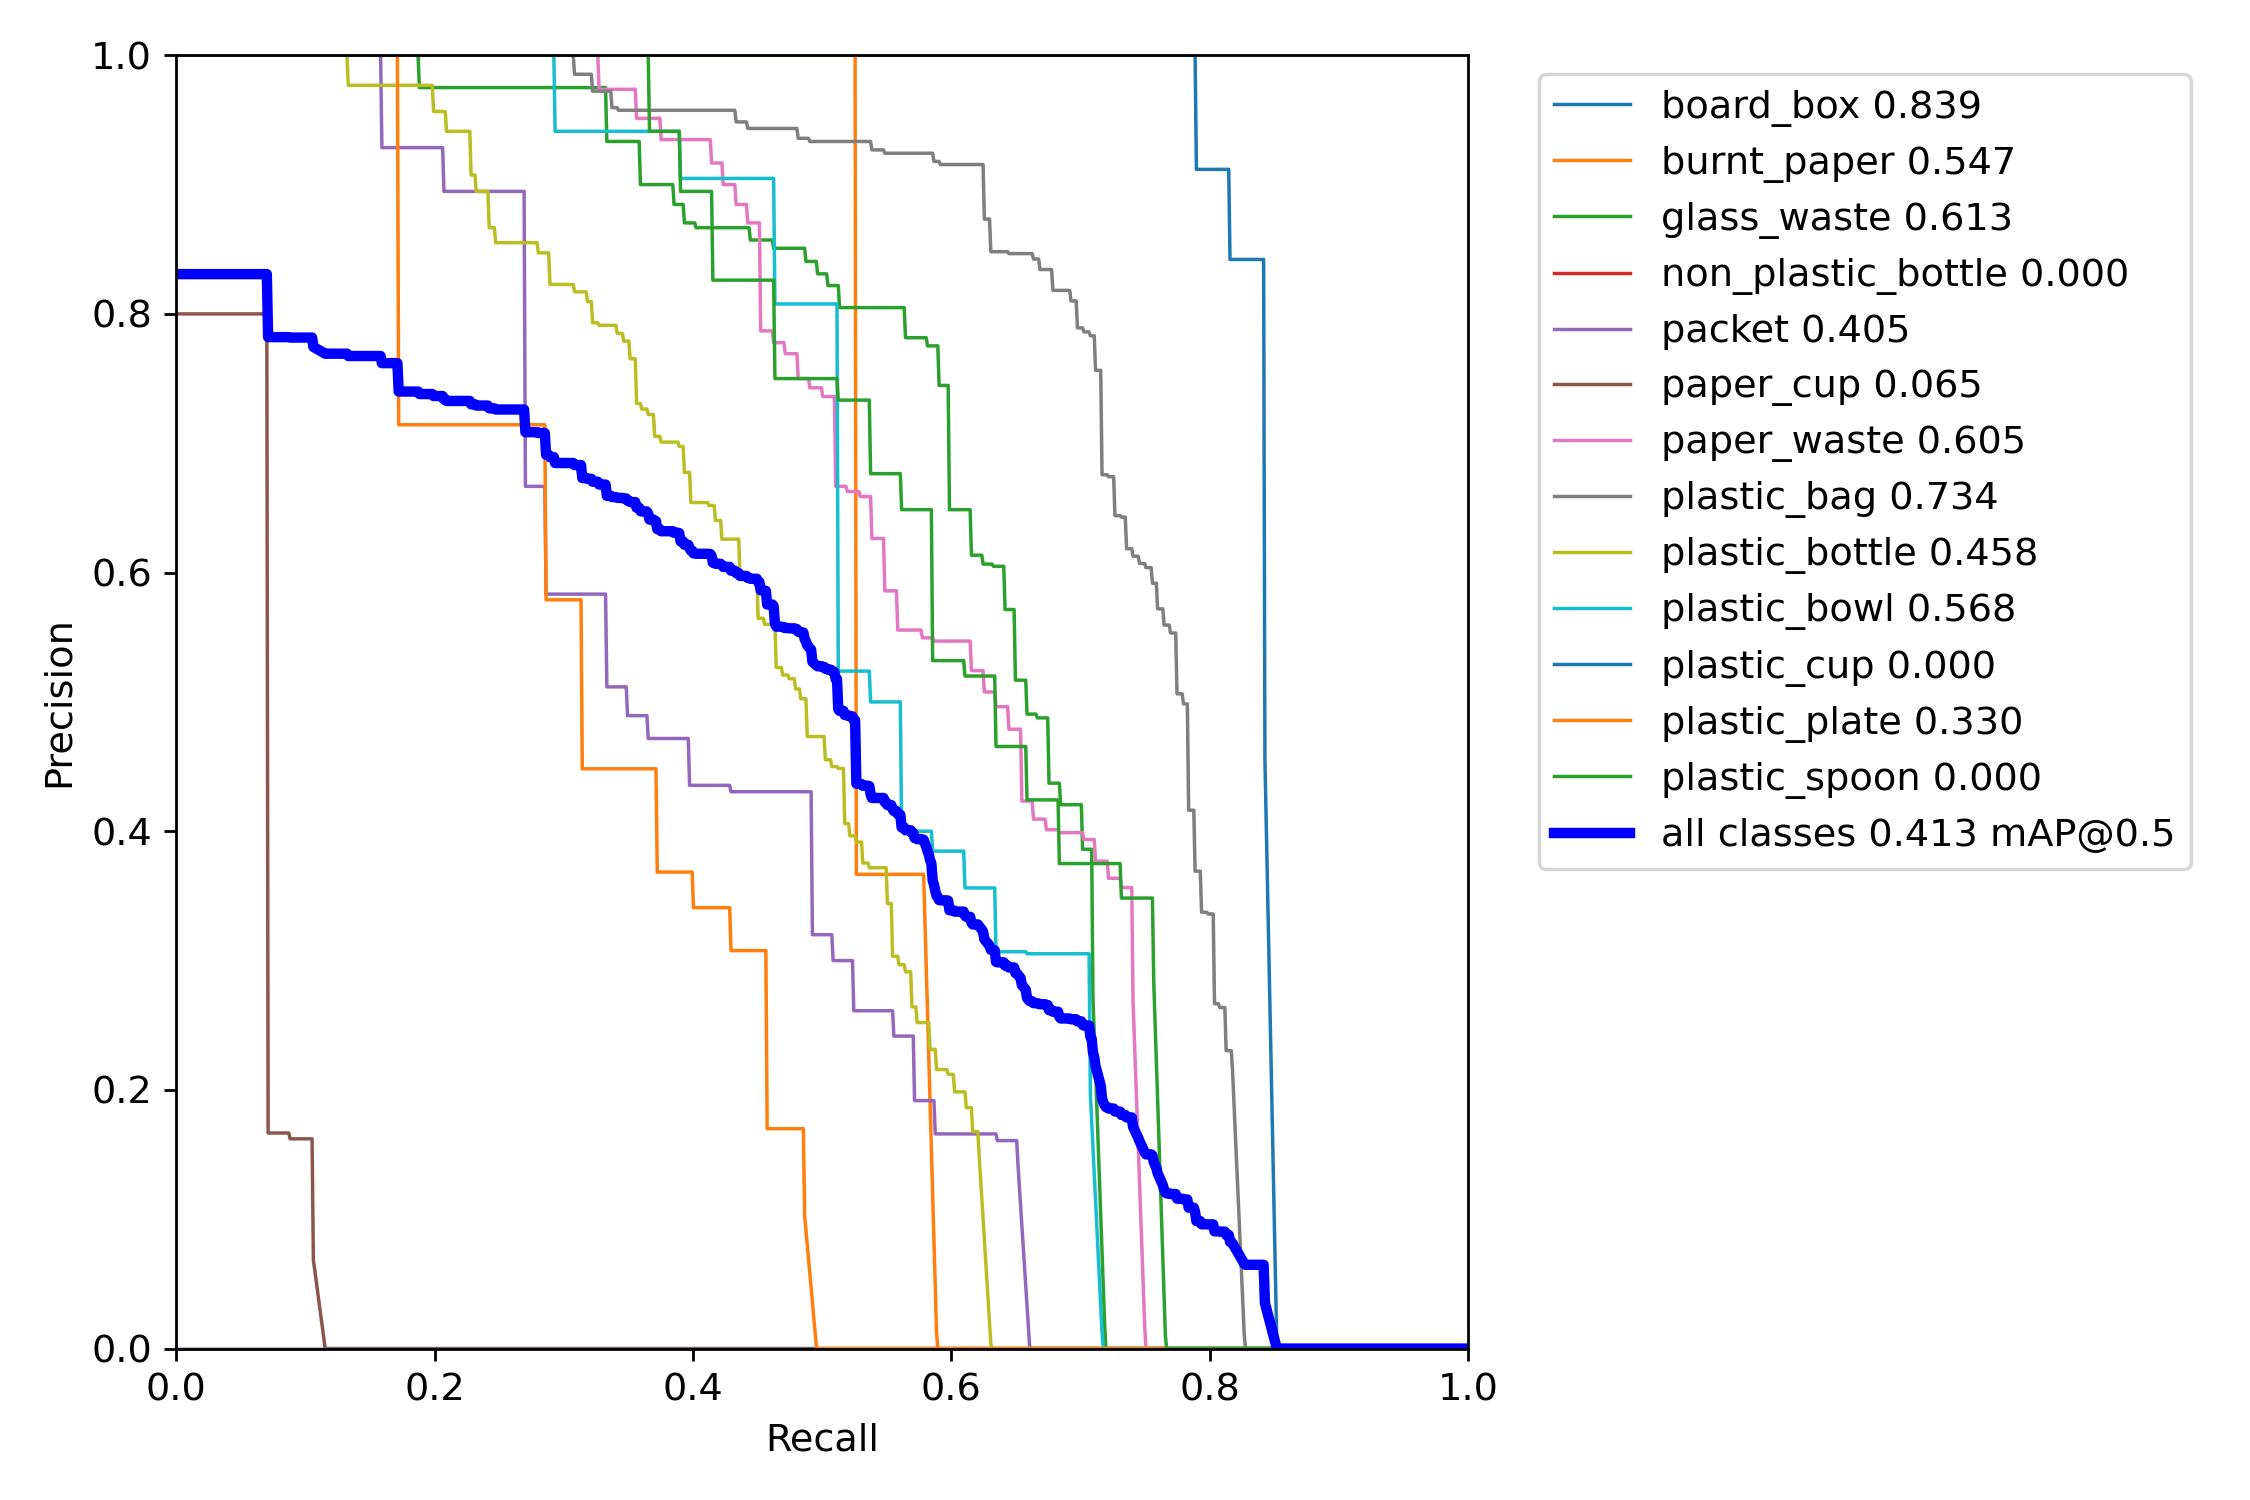 1.0
0.8
0.6
0.4
0.2
0.0
Precision
0.0 0.2 0.4 0.6 0.8 1.0
Recall
board_box 0.839
burnt_paper 0.547
glass_waste 0.613
non_plastic_bottle 0.000
packet 0.405
paper_cup 0.065
paper_waste 0.605
plastic_bag 0.734
plastic_bottle 0.458
plastic_bowl 0.568
plastic_cup 0.000
plastic_plate 0.330
plastic_spoon 0.000
all classes 0.413 mAP@0.5